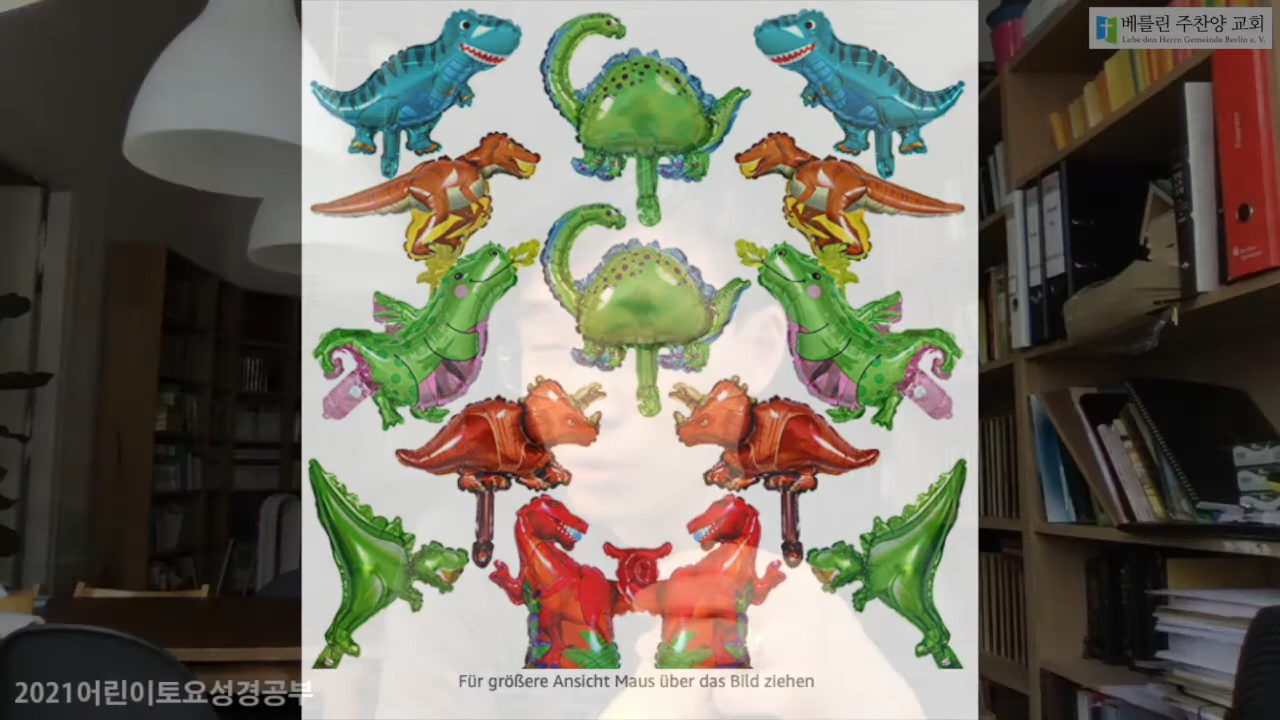 베를린 주찬양 교회
Lobe den Herrn Gemeinde Berlin e. V.
Für größere Ansicht Maus über das Bild ziehen
2021어린이토요성경공부